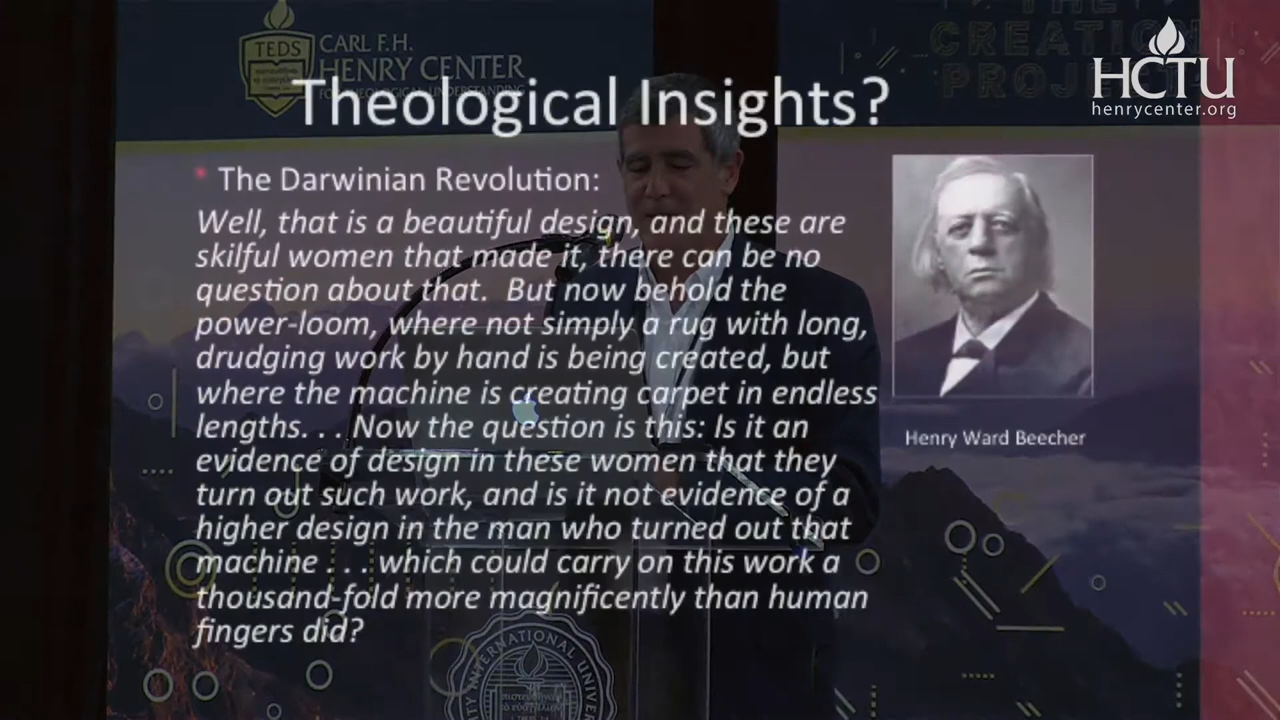 TEDS
CARL F.H.
HENRY CENTER
THE
CREATION
PROJECT
HCTU
henrycenter.org
Theological Insights?
The Darwinian Revolution:
Well, that is a beautiful design, and these are
skilful women that made it, there can be no
question about that. But now behold the
power-loom, where not simply a rug with long,
drudging work by hand is being created, but
where the machine is creating carpet in endless
lengths. . . Now the question is this: Is it an
evidence of design in these women that they
turn out such work, and is it not evidence of a
higher design in the man who turned out that
machine . . . which could carry on this work a
thousand-fold more magnificently than human
fingers did?
Henry Ward Beecher
INTERNATIONAL